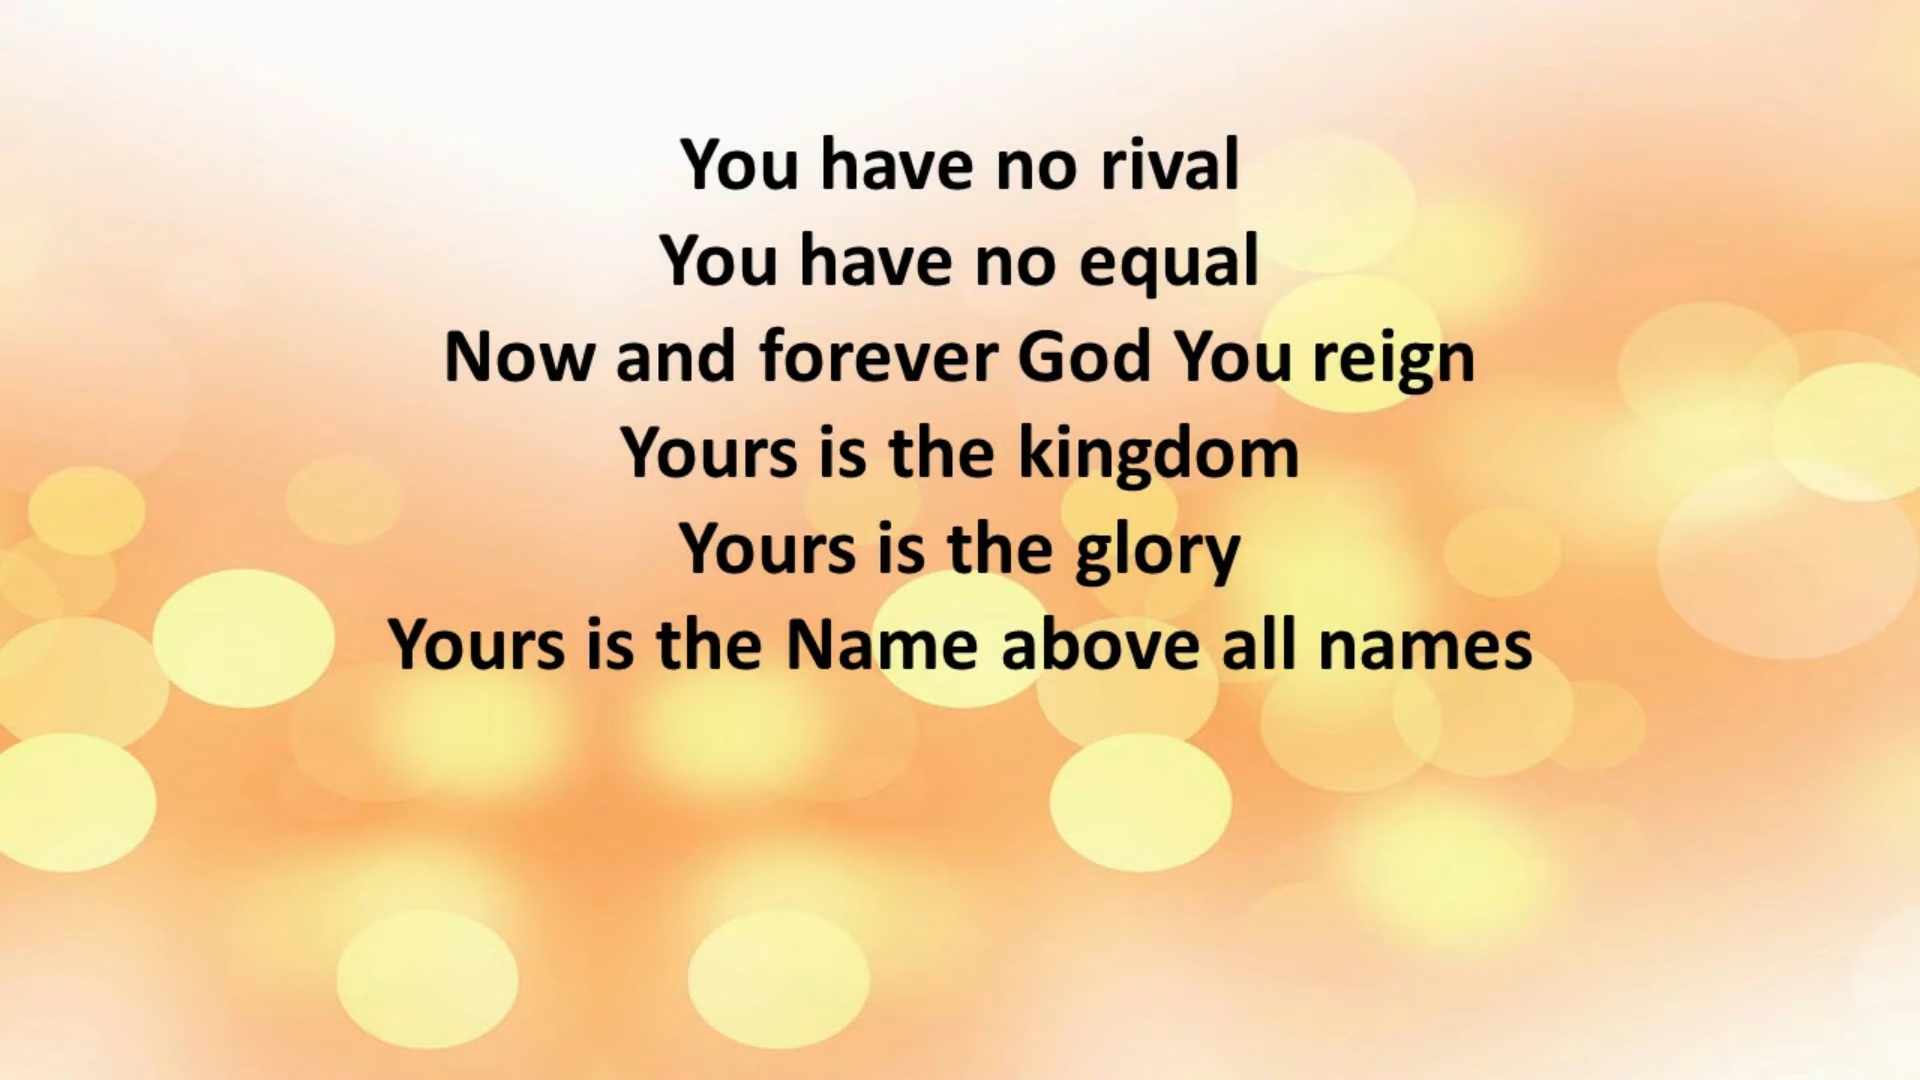 You have no rival
You have no equal
Now and forever God You reign
Yours is the kingdom
Yours is the glory
Yours is the Name above all names